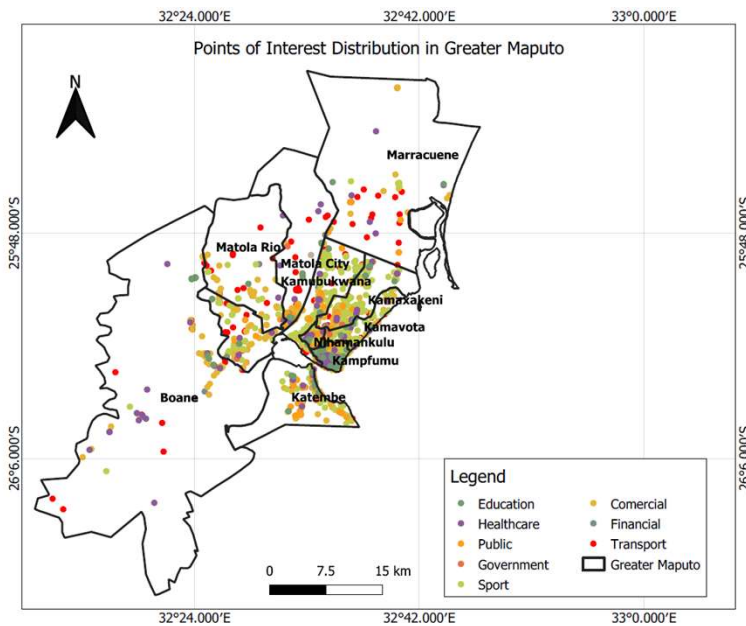 32°24.000'E 32°42.000'E 33°0.000'E
Points of Interest Distribution in Greater Maputo
N
Marracuene
25°48.000'S 25°48.000'S
Matola Rio
Matola City
Kamubukwana
Kamaxakeni
Kamavota
Nlhamankulu
Kampfumu
Boane
Katembe
26°6.000'S 26°6.000'S
Legend
Education
Healthcare
Public
Government
Sport
Comercial
Financial
Transport
Greater Maputo
0 7.5 15 km
32°24.000'E 32°42.000'E 33°0.000'E